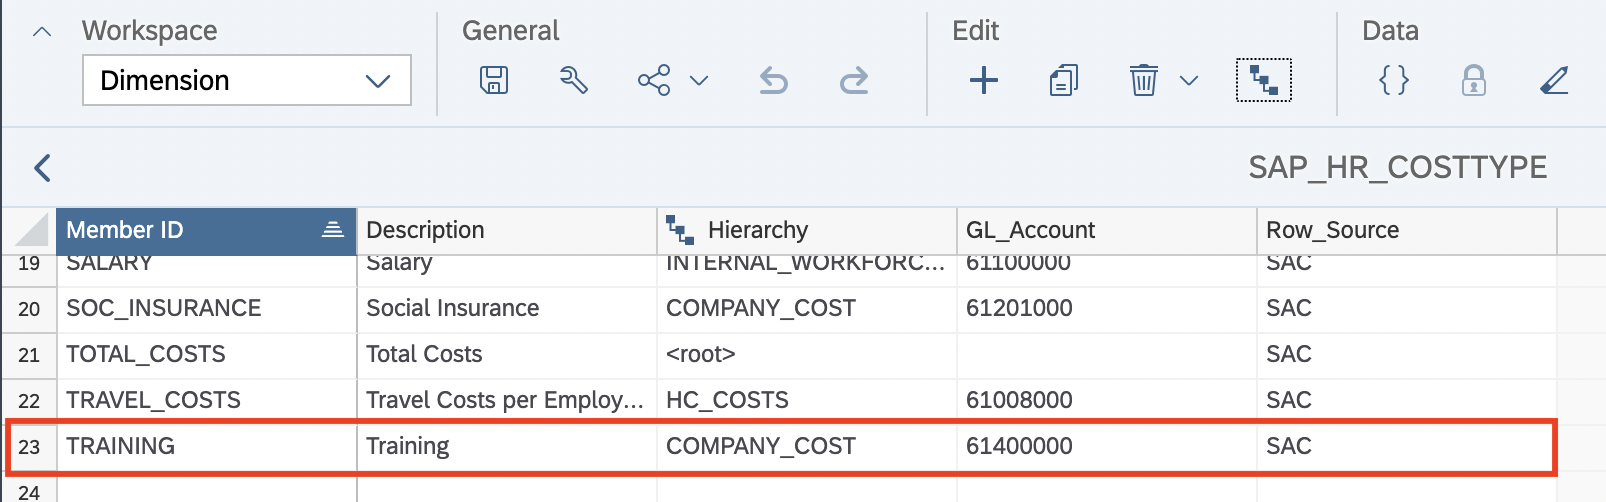 Workspace General Edit Data
Dimension
SAP_HR_COSTTYPE
Member ID Description Hierarchy GL_Account Row_Source
19 SALARY Salary INTERNAL_WORKFORC... 61100000 SAC
20 SOC_INSURANCE Social Insurance COMPANY_COST 61201000 SAC
21 TOTAL_COSTS Total Costs <root> SAC
22 TRAVEL_COSTS Travel Costs per Employ... HC_COSTS 61008000 SAC
23 TRAINING Training COMPANY_COST 61400000 SAC
24